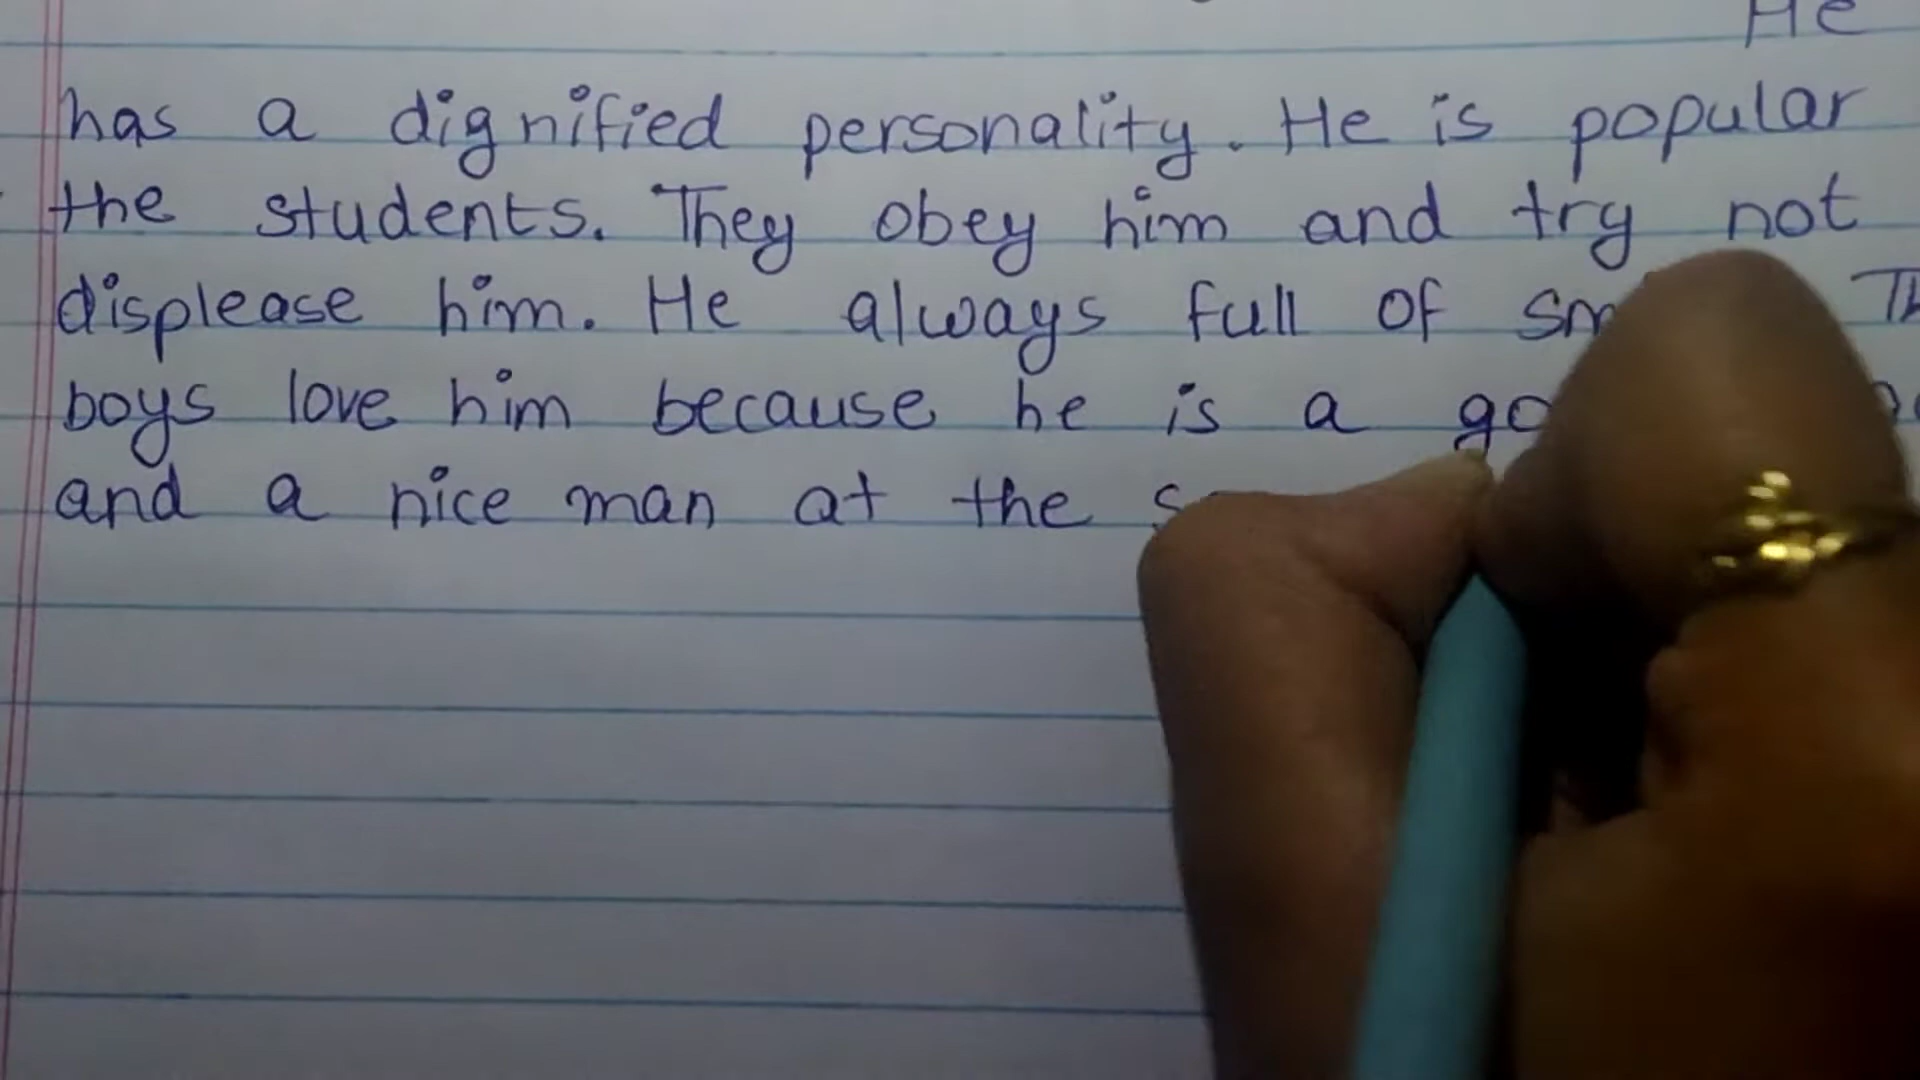 He
has a dignified personality. He is popular
the students. They obey him and try not
displease him. He always full of
boys love him because he is a
and a nice man at the